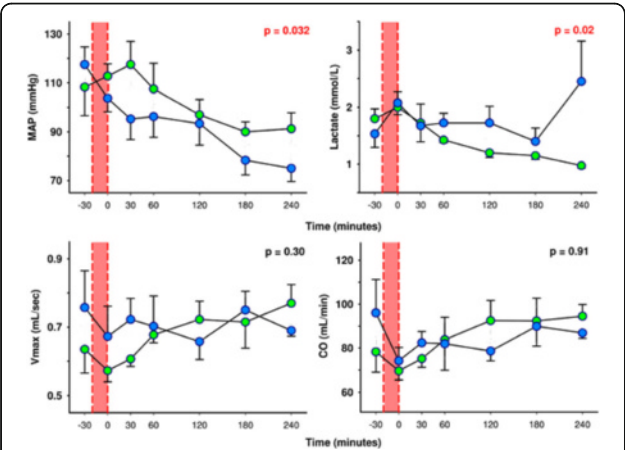 p = 0.032
130
110
90
70
MAP (mmHg)
-30 0 30 60 120 180 240
p = 0.02
3
2
1
Lactate (mmol/L)
-30 0 30 60 120 180 240
Time (minutes)
p = 0.30
0.9
0.7
0.5
Vmax (mL/sec)
-30 0 30 60 120 180 240
p = 0.91
120
100
80
60
CO (mL/min)
-30 0 30 60 120 180 240
Time (minutes)